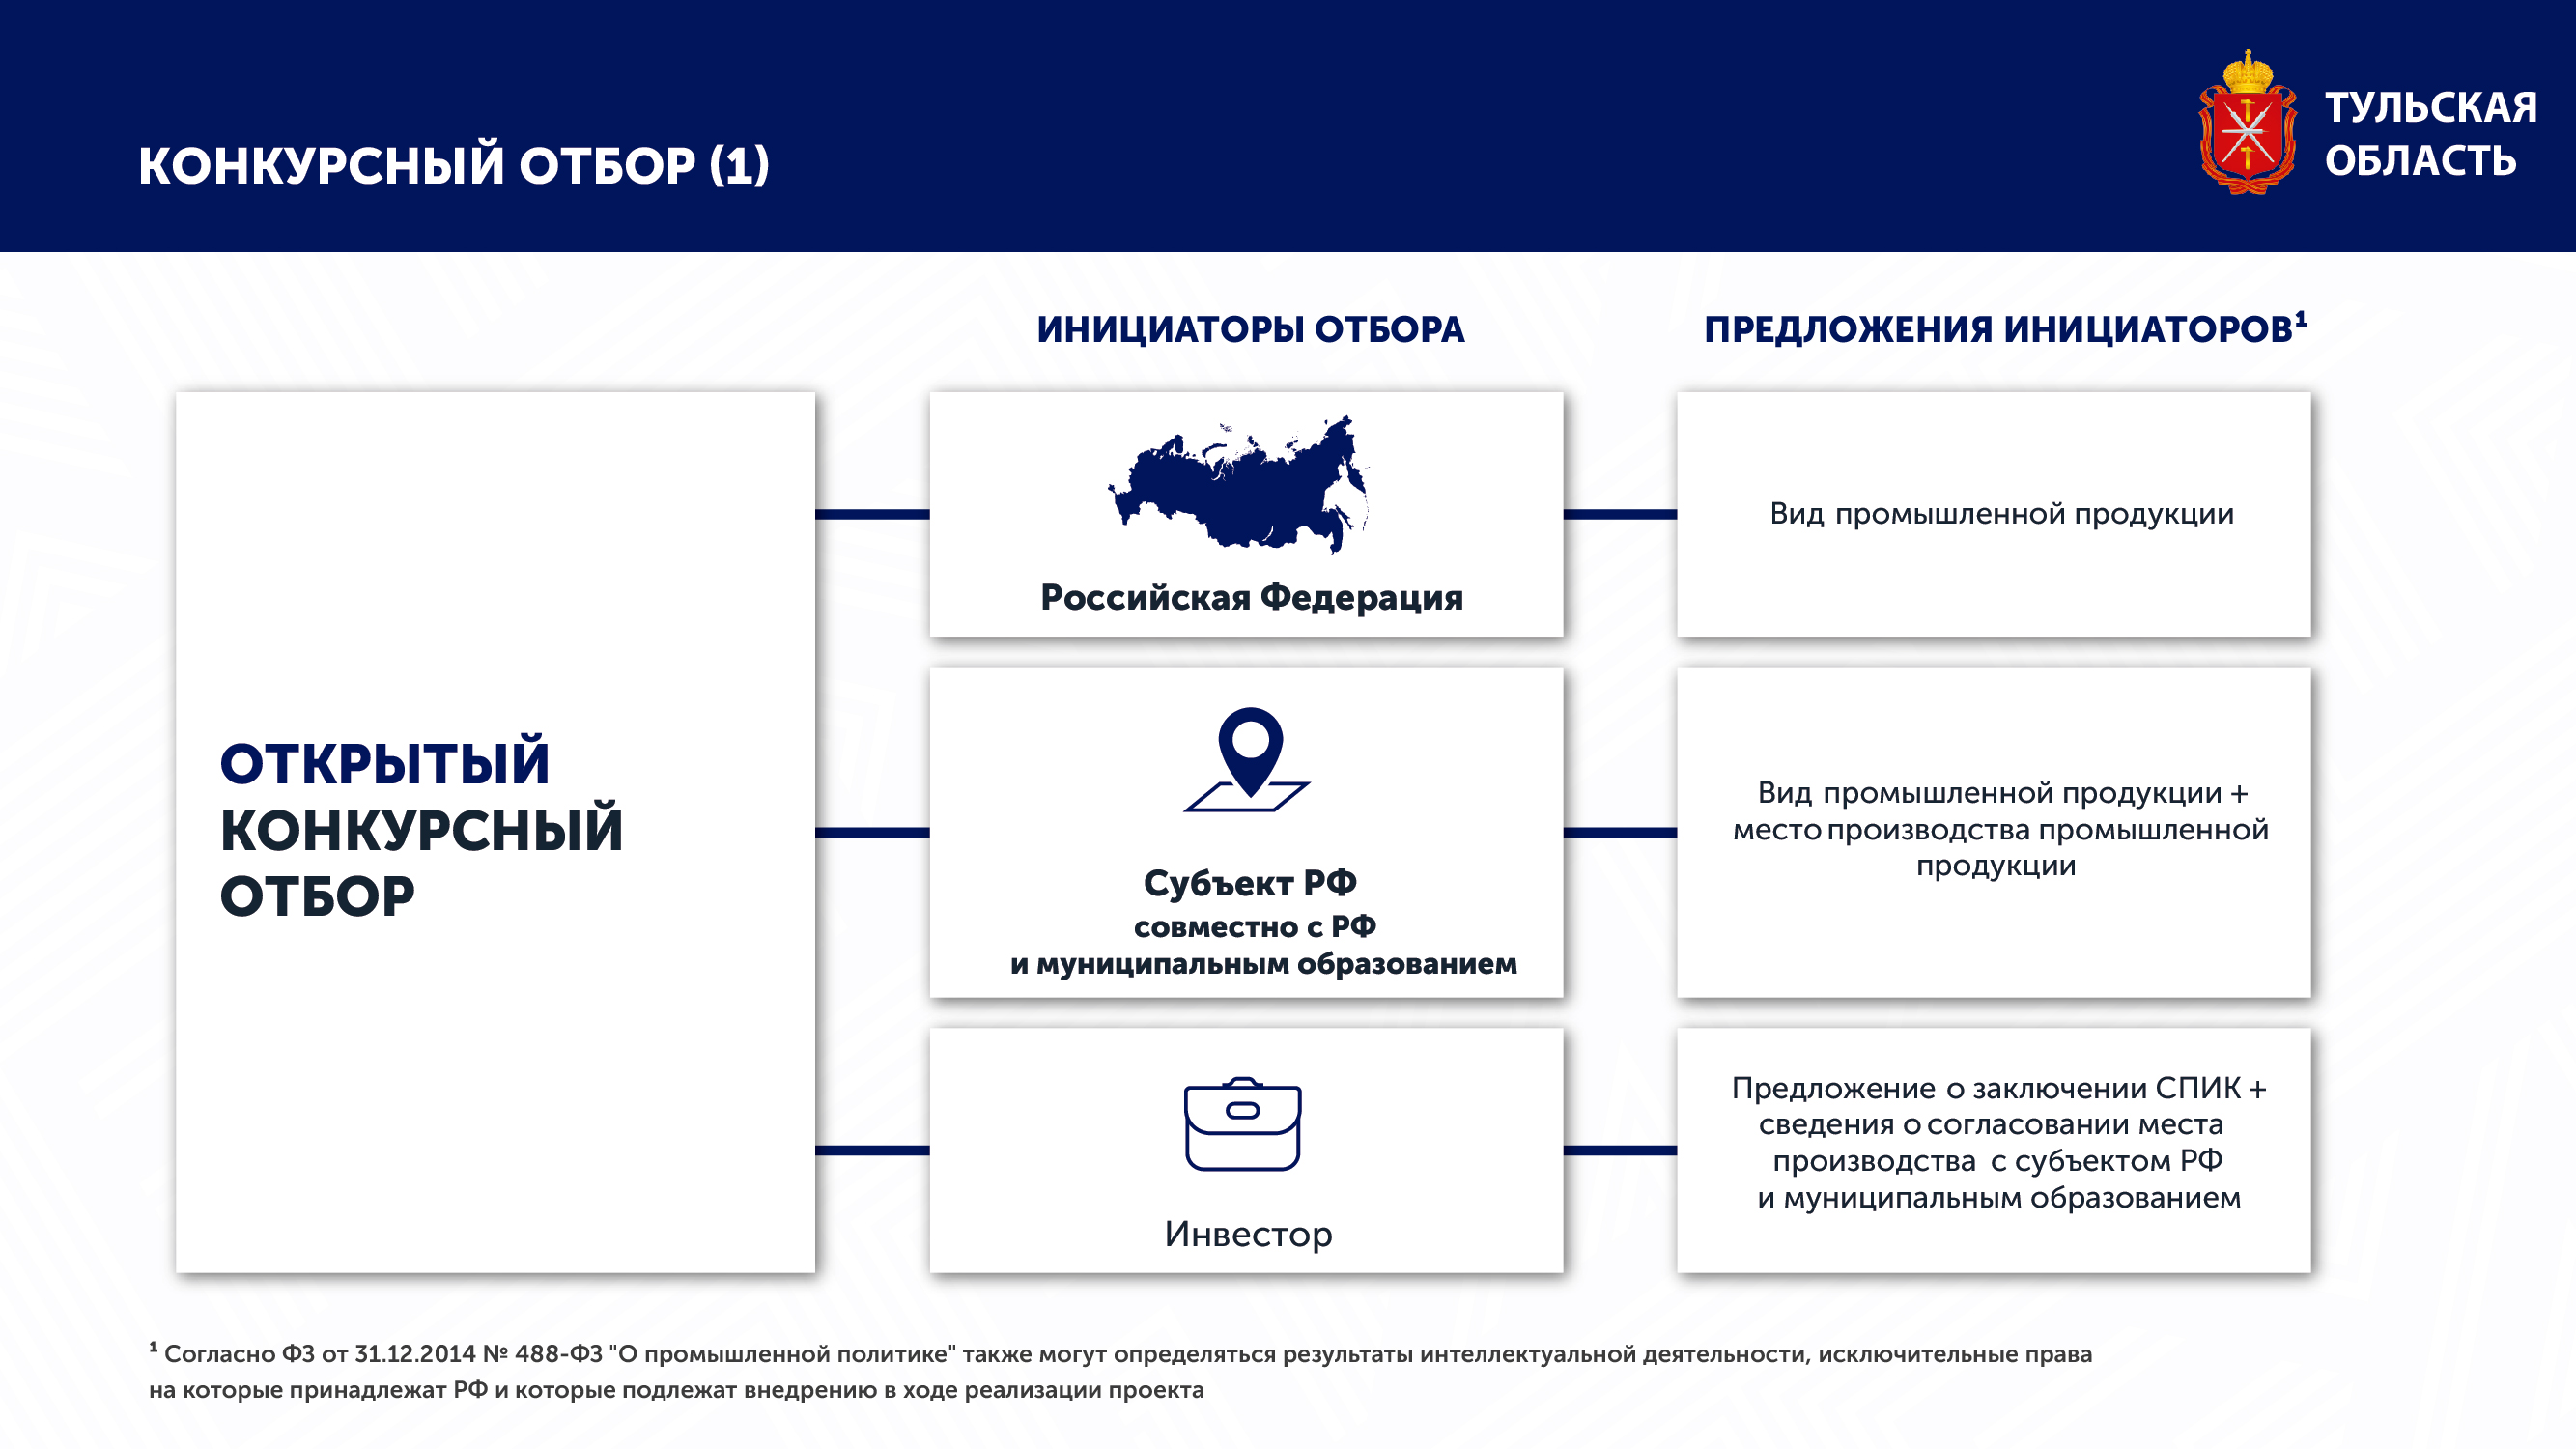 КОНКУРСНЫЙ ОТБОР (1)
ТУЛЬСКАЯ
ОБЛАСТЬ
ИНИЦИАТОРЫ ОТБОРА
ПРЕДЛОЖЕНИЯ ИНИЦИАТОРОВ¹
ОТКРЫТЫЙ
КОНКУРСНЫЙ
ОТБОР
Российская Федерация
Вид промышленной продукции
Субъект РФ
совместно с РФ
и муниципальным образованием
Вид промышленной продукции +
место производства промышленной
продукции
Инвестор
Предложение о заключении СПИК +
сведения о согласовании места
производства с субъектом РФ
и муниципальным образованием
¹ Согласно ФЗ от 31.12.2014 № 488-ФЗ "О промышленной политике" также могут определяться результаты интеллектуальной деятельности, исключительные права
на которые принадлежат РФ и которые подлежат внедрению в ходе реализации проекта